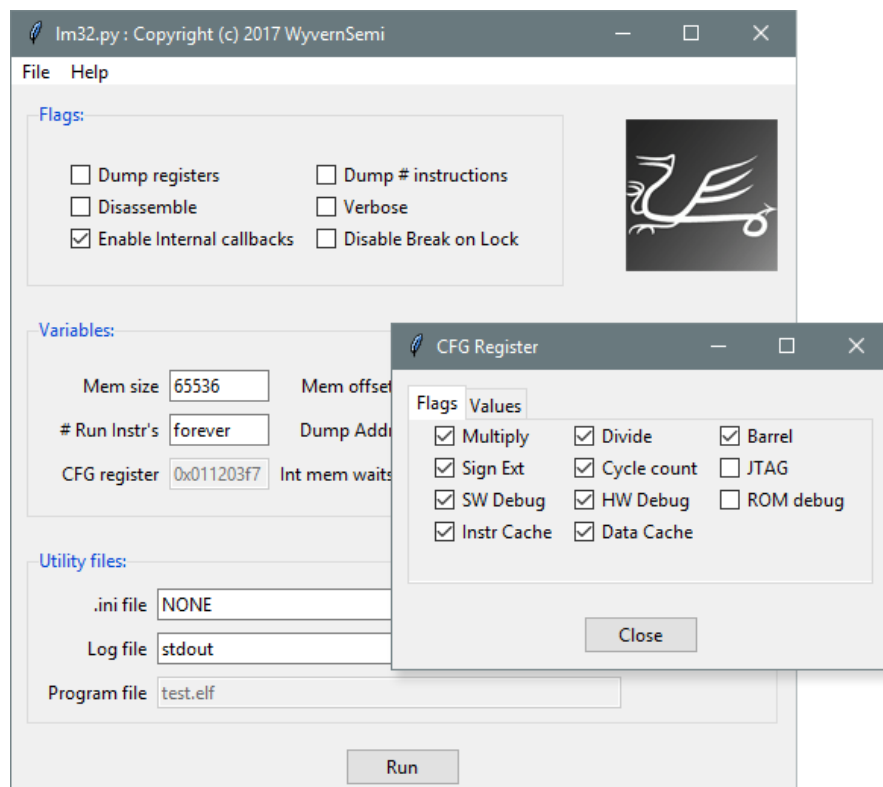 lm32.py : Copyright (c) 2017 WyvernSemi
File Help
Flags:
Dump registers Dump # instructions
Disassemble Verbose
Enable Internal callbacks Disable Break on Lock
Variables:
Mem size 65536 Mem offset
# Run Instr's forever Dump Addr
CFG register 0x011203f7 Int mem waits
Utility files:
.ini file NONE
Log file stdout
Program file test.elf
Run
CFG Register
Flags Values
Multiply Divide Barrel
Sign Ext Cycle count JTAG
SW Debug HW Debug ROM debug
Instr Cache Data Cache
Close